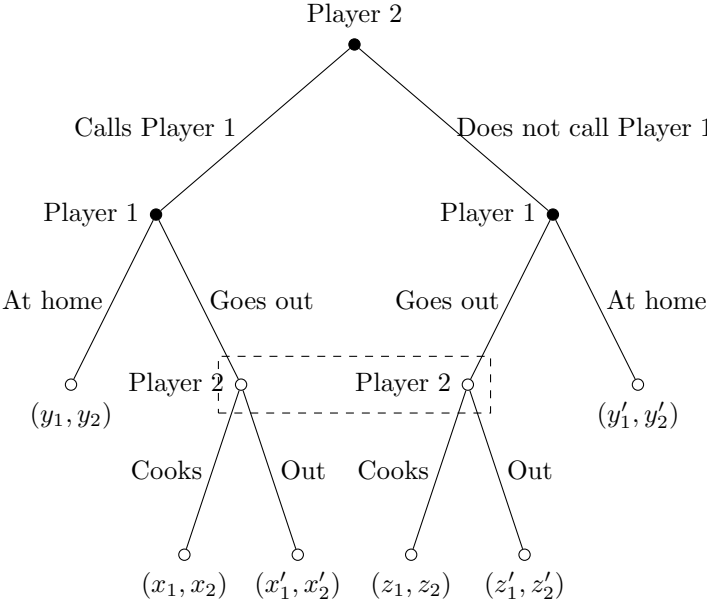 Player 2
Calls Player 1
Does not call Player 1
Player 1
Player 1
At home
Goes out
Goes out
At home
Player 2
Player 2
(y₁, y₂)
(y′₁, y′₂)
Cooks
Out
Cooks
Out
(x₁, x₂)
(x′₁, x′₂)
(z₁, z₂)
(z′₁, z′₂)